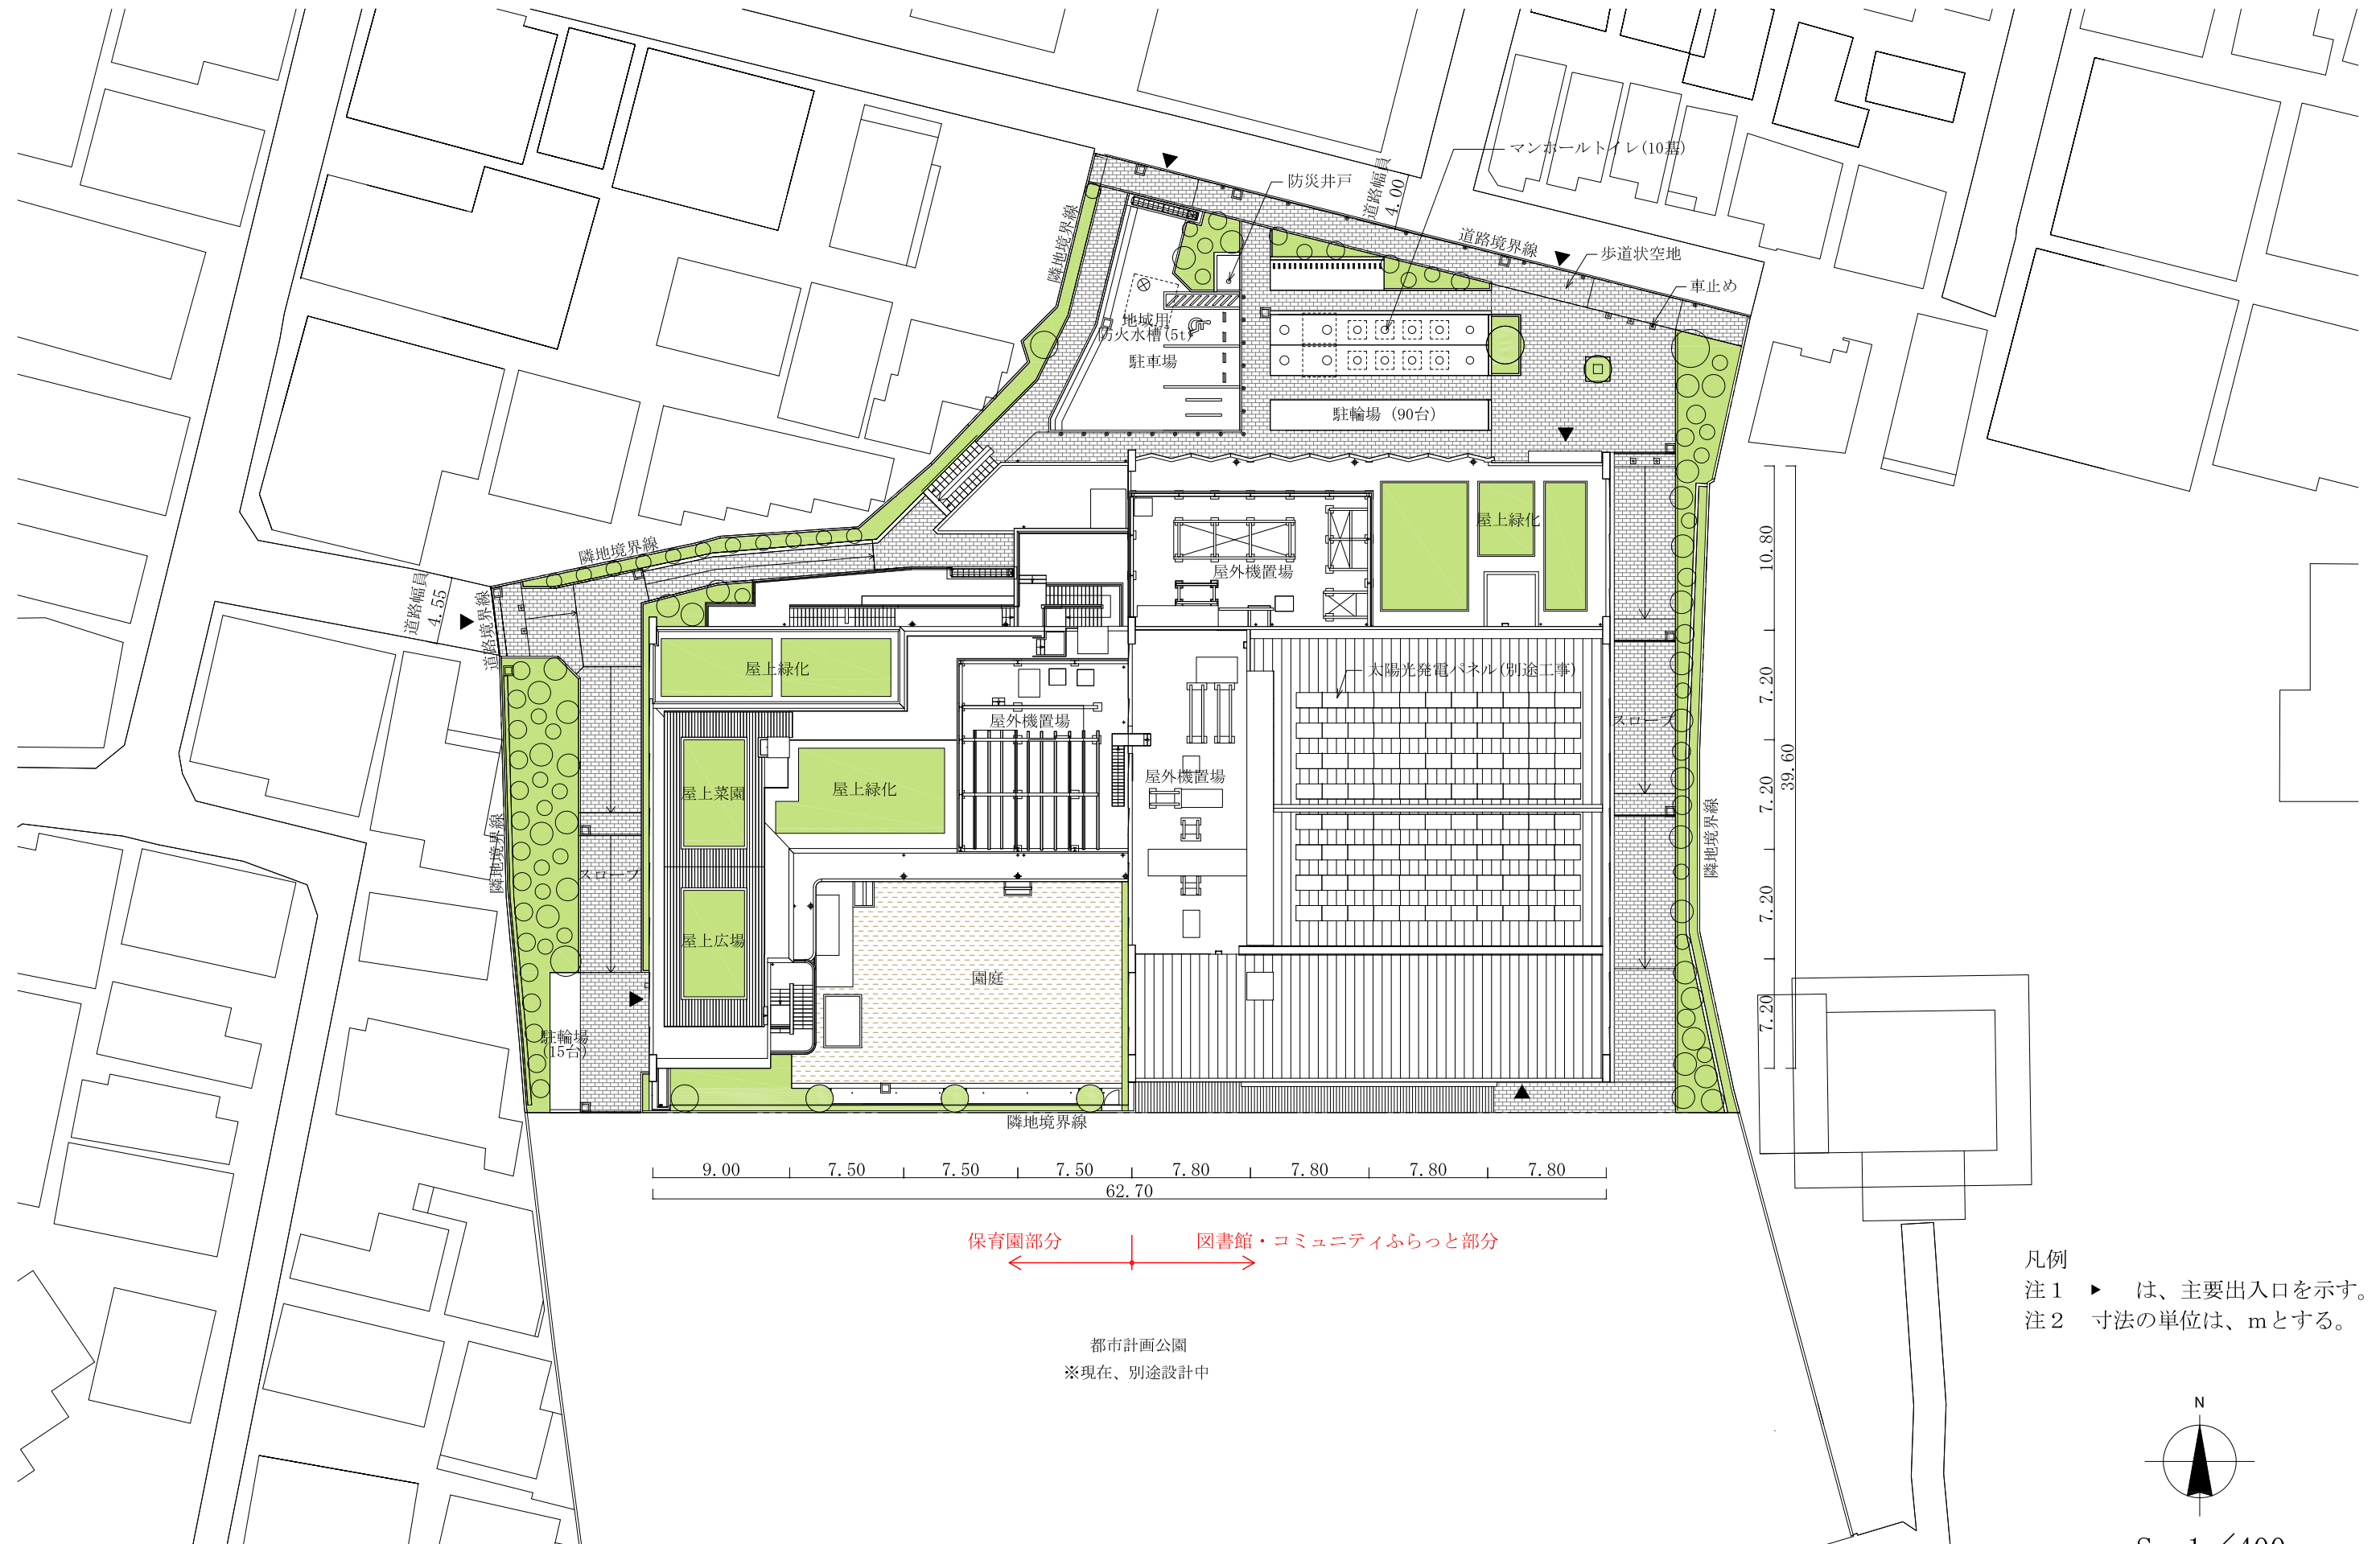 マンホールトイレ(10基)
防災井戸
道路幅員
4.00
隣地境界線
道路境界線
歩道状空地
車止め
地域用
防火水槽(5t)
駐車場
駐輪場（90台）
屋上緑化
隣地境界線
屋外機置場
10.80
道路幅員
4.55
道路境界線
屋上緑化
太陽光発電パネル(別途工事)
7.20
屋外機置場
スロープ
屋外機置場
39.60
屋上菜園
屋上緑化
7.20
隣地境界線
隣地境界線
スロープ
7.20
屋上広場
園庭
7.20
駐輪場
(15台)
隣地境界線
9.00
7.50
7.50
7.50
7.80
7.80
7.80
7.80
62.70
保育園部分
図書館・コミュニティふらっと部分
凡例
注１ ▶ は、主要出入口を示す。
注２ 寸法の単位は、mとする。
都市計画公園
※現在、別途設計中
N